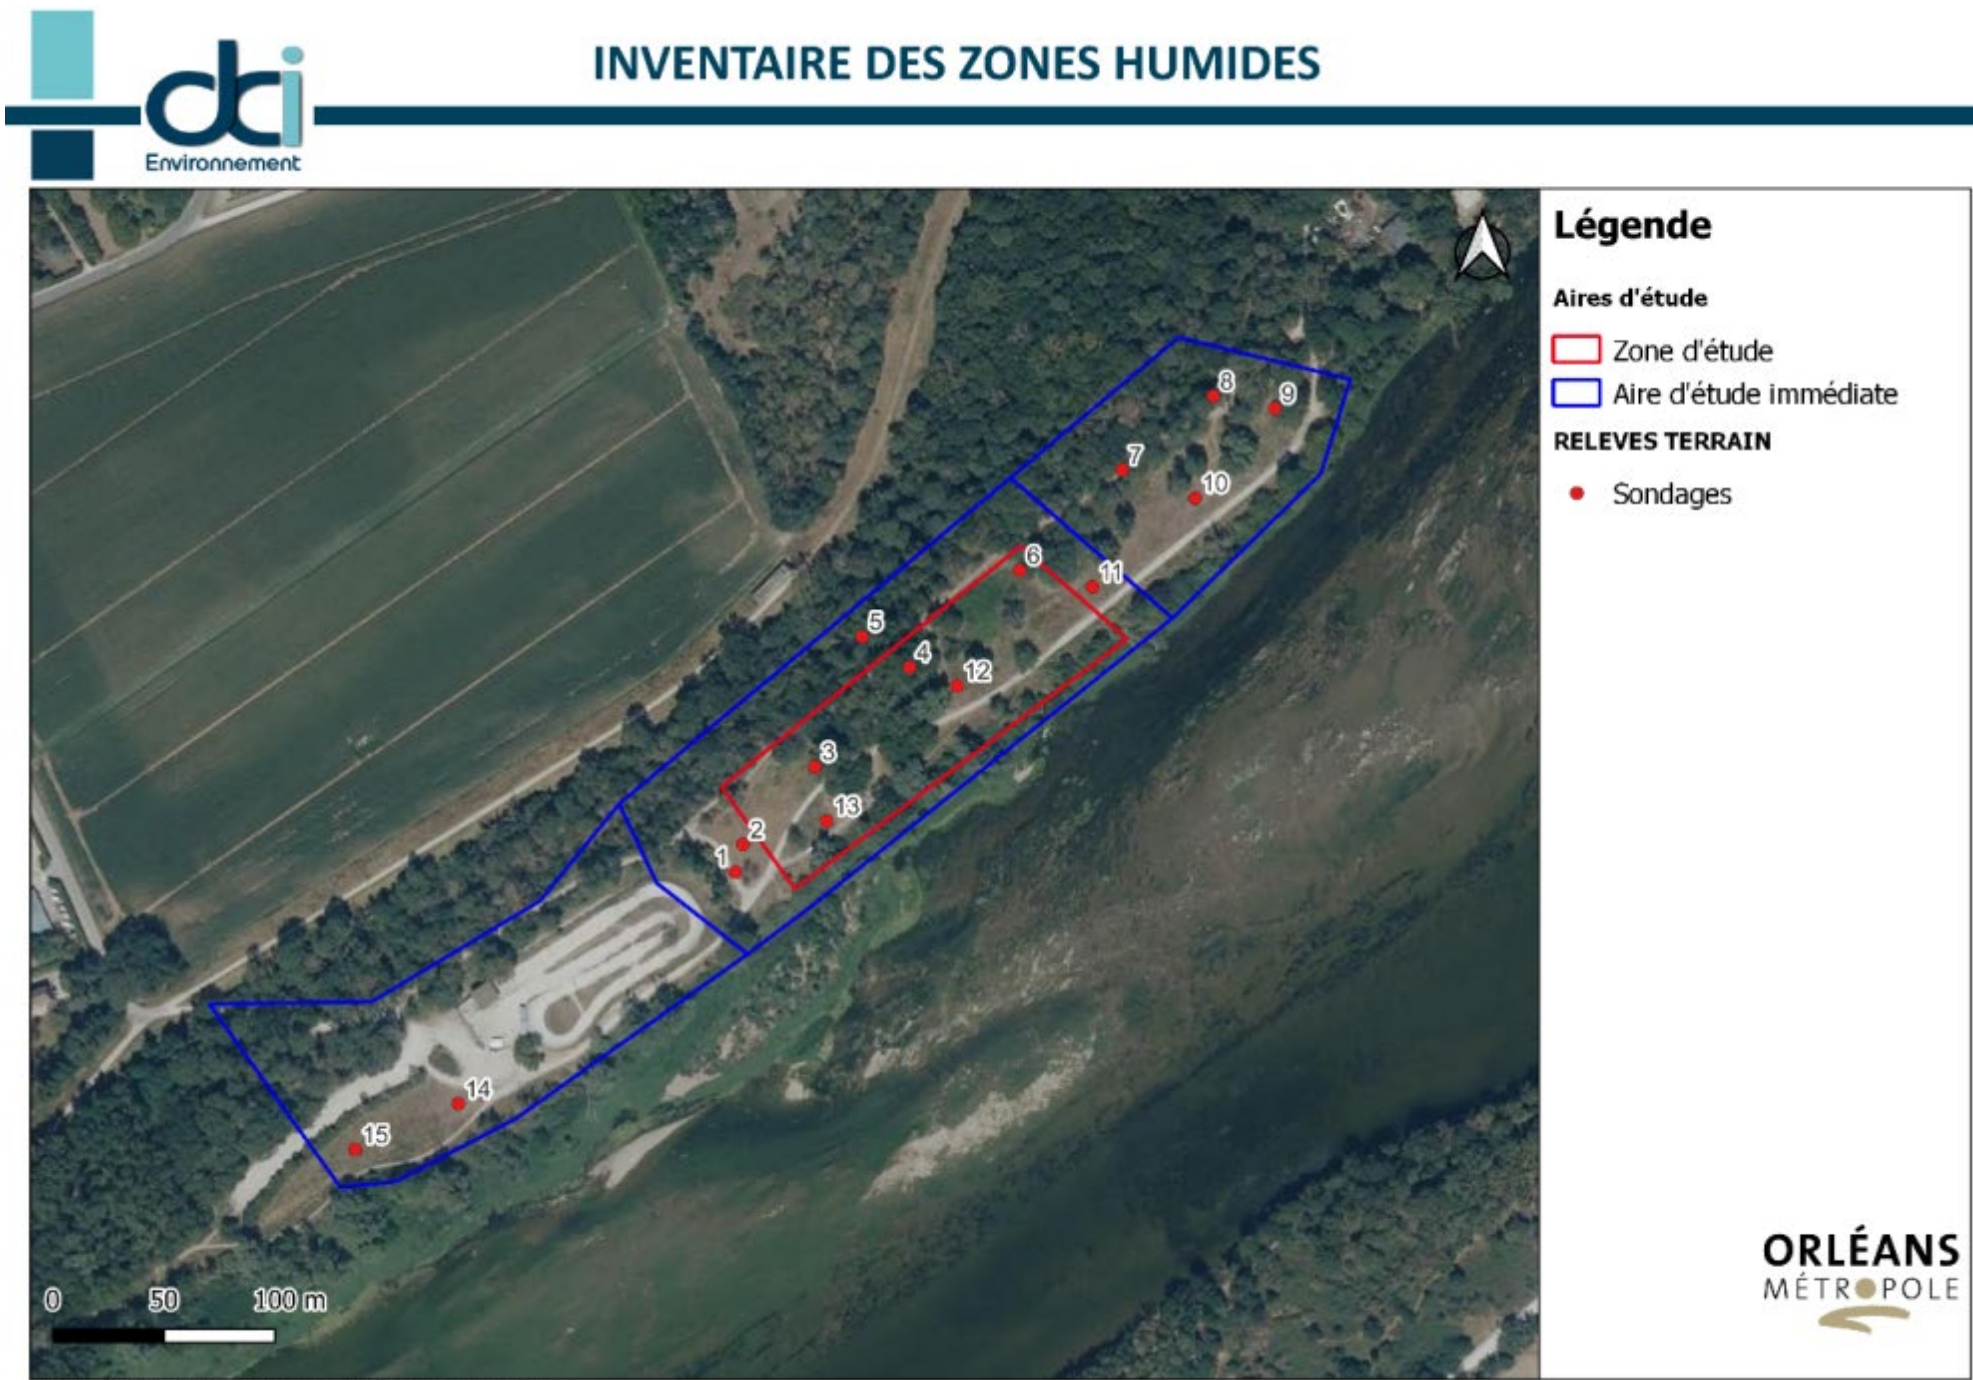 INVENTAIRE DES ZONES HUMIDES
dci
Environnement
Légende
Aires d'étude
Zone d'étude
Aire d'étude immédiate
RELEVES TERRAIN
Sondages
8
9
7
10
6
11
5
4
12
3
13
2
1
14
15
0 50 100 m
ORLÉANS
MÉTROPOLE